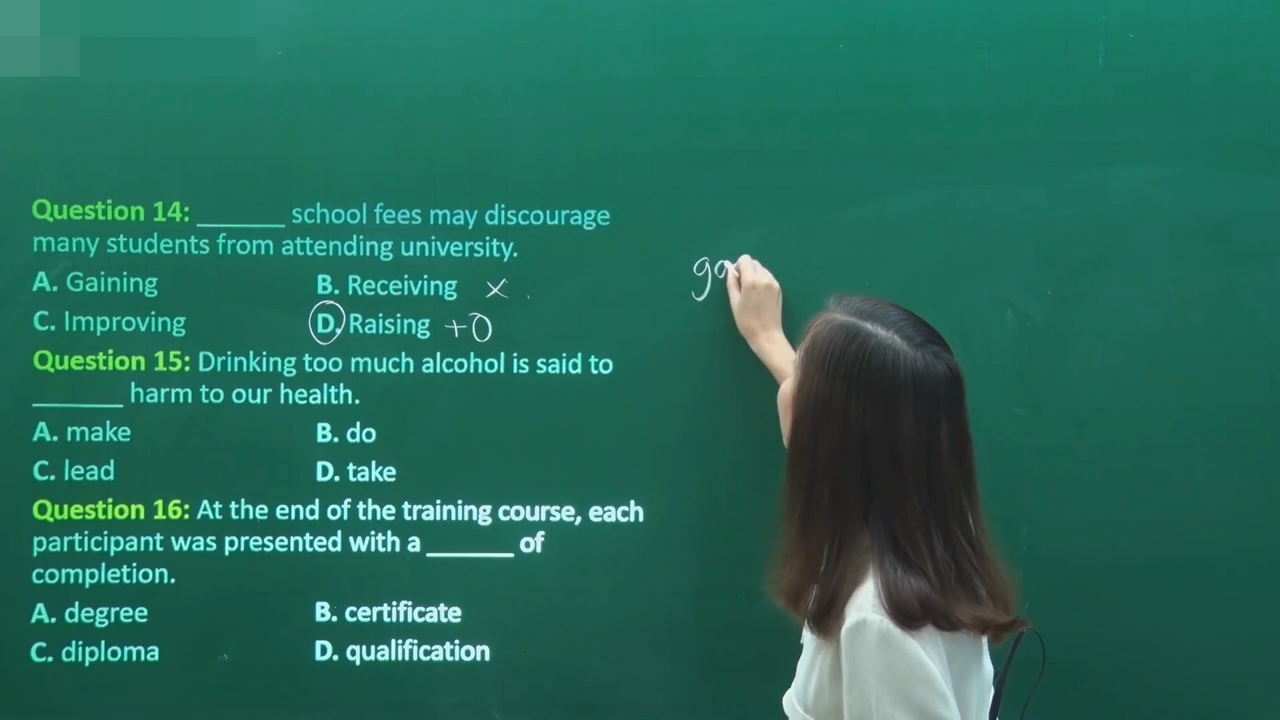 Question 14: _______ school fees may discourage
many students from attending university.
A. Gaining B. Receiving x
C. Improving D. Raising +O
Question 15: Drinking too much alcohol is said to
_______ harm to our health.
A. make B. do
C. lead D. take
Question 16: At the end of the training course, each
participant was presented with a _______ of
completion.
A. degree B. certificate
C. diploma D. qualification